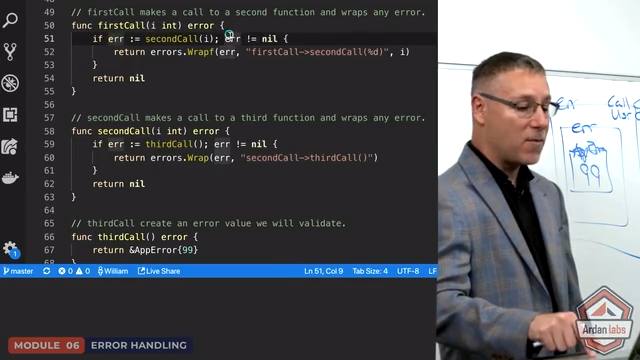 49 // firstCall makes a call to a second function and wraps any error.
50 func firstCall(i int) error {
51 if err := secondCall(i); err != nil {
52 return errors.Wrapf(err, "firstCall->secondCall(%d)", i)
53 }
54 return nil
55 }
56
57 // secondCall makes a call to a third function and wraps any error.
58 func secondCall(i int) error {
59 if err := thirdCall(); err != nil {
60 return errors.Wrap(err, "secondCall->thirdCall()")
61 }
62 return nil
63 }
64
65 // thirdCall create an error value we will validate.
66 func thirdCall() error {
67 return &AppError{99}
68 }
master 0 0 William Live Share Ln 51, Col 9 Tab Size: 4 UTF-8 LF
1
err Call
User
err
99
Ardan labs
MODULE 06 ERROR HANDLING